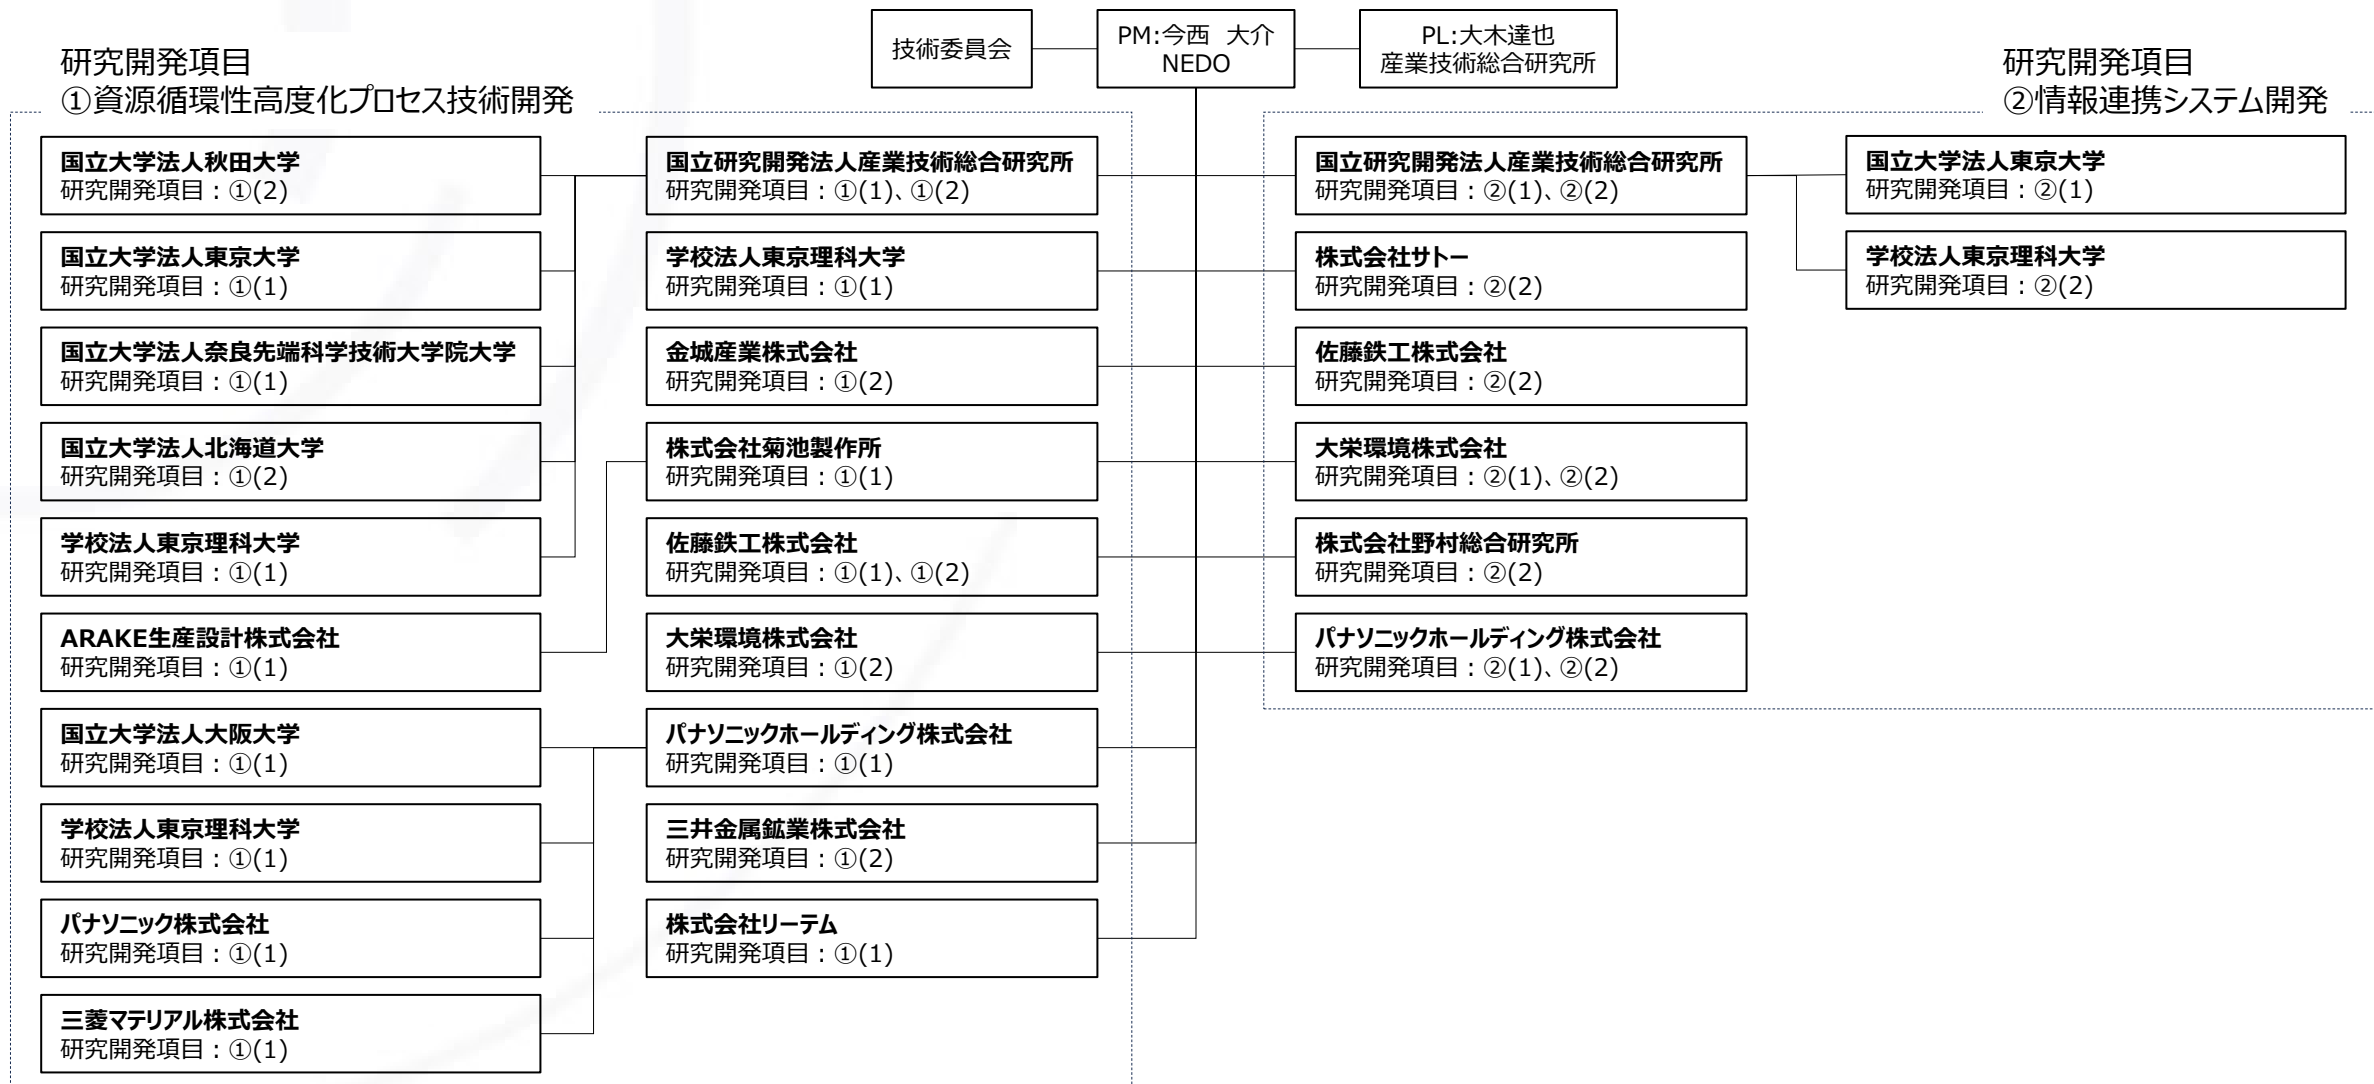 技術委員会
PM:今西　大介
NEDO
PL:大木達也
産業技術総合研究所
研究開発項目
①資源循環性高度化プロセス技術開発
国立大学法人秋田大学
研究開発項目：①(2)
国立大学法人東京大学
研究開発項目：①(1)
国立大学法人奈良先端科学技術大学院大学
研究開発項目：①(1)
国立大学法人北海道大学
研究開発項目：①(2)
学校法人東京理科大学
研究開発項目：①(1)
ARAKE生産設計株式会社
研究開発項目：①(1)
国立大学法人大阪大学
研究開発項目：①(1)
学校法人東京理科大学
研究開発項目：①(1)
パナソニック株式会社
研究開発項目：①(1)
三菱マテリアル株式会社
研究開発項目：①(1)
国立研究開発法人産業技術総合研究所
研究開発項目：①(1)、①(2)
学校法人東京理科大学
研究開発項目：①(1)
金城産業株式会社
研究開発項目：①(2)
株式会社菊池製作所
研究開発項目：①(1)
佐藤鉄工株式会社
研究開発項目：①(1)、①(2)
大栄環境株式会社
研究開発項目：①(2)
パナソニックホールディング株式会社
研究開発項目：①(1)
三井金属鉱業株式会社
研究開発項目：①(2)
株式会社リーテム
研究開発項目：①(1)
研究開発項目
②情報連携システム開発
国立研究開発法人産業技術総合研究所
研究開発項目：②(1)、②(2)
株式会社サトー
研究開発項目：②(2)
佐藤鉄工株式会社
研究開発項目：②(2)
大栄環境株式会社
研究開発項目：②(1)、②(2)
株式会社野村総合研究所
研究開発項目：②(2)
パナソニックホールディング株式会社
研究開発項目：②(1)、②(2)
国立大学法人東京大学
研究開発項目：②(1)
学校法人東京理科大学
研究開発項目：②(2)